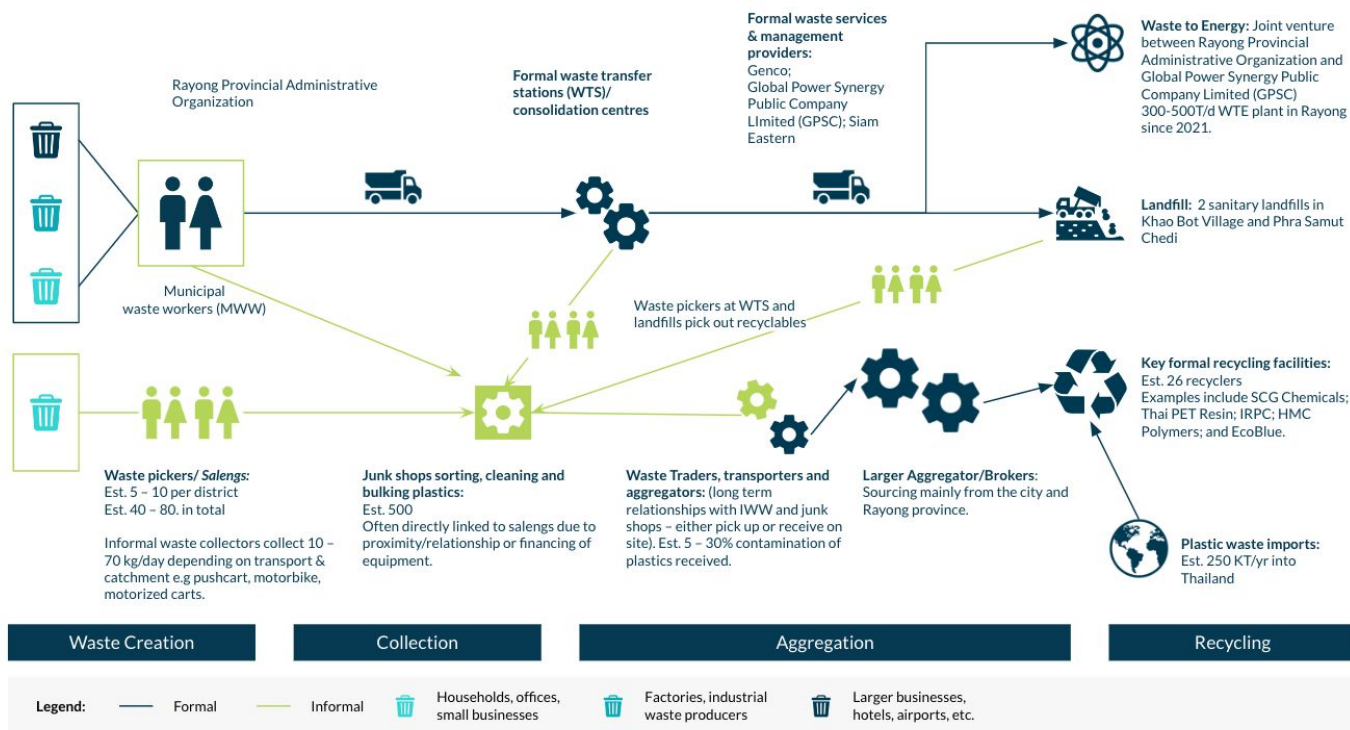 Rayong Provincial Administrative
Organization
Formal waste transfer
stations (WTS)/
consolidation centres
Formal waste services
& management
providers:
Genco;
Global Power Synergy
Public Company
LImited (GPSC); Siam
Eastern
Waste to Energy: Joint venture
between Rayong Provincial
Administrative Organization and
Global Power Synergy Public
Company Limited (GPSC)
300-500T/d WTE plant in Rayong
since 2021.
Landfill: 2 sanitary landfills in
Khao Bot Village and Phra Samut
Chedi
Municipal
waste workers (MWW)
Waste pickers at WTS and
landfills pick out recyclables
Key formal recycling facilities:
Est. 26 recyclers
Examples include SCG Chemicals;
Thai PET Resin; IRPC; HMC
Polymers; and EcoBlue.
Waste pickers/ Salengs:
Est. 5 – 10 per district
Est. 40 – 80. in total
Informal waste collectors collect 10 –
70 kg/day depending on transport &
catchment e.g pushcart, motorbike,
motorized carts.
Junk shops sorting, cleaning and
bulking plastics:
Est. 500
Often directly linked to salengs due to
proximity/relationship or financing of
equipment.
Waste Traders, transporters and
aggregators: (long term
relationships with IWW and junk
shops – either pick up or receive on
site). Est. 5 – 30% contamination of
plastics received.
Larger Aggregator/Brokers:
Sourcing mainly from the city and
Rayong province.
Plastic waste imports:
Est. 250 KT/yr into
Thailand
Waste Creation
Collection
Aggregation
Recycling
Legend:
Formal
Informal
Households, offices,
small businesses
Factories, industrial
waste producers
Larger businesses,
hotels, airports, etc.